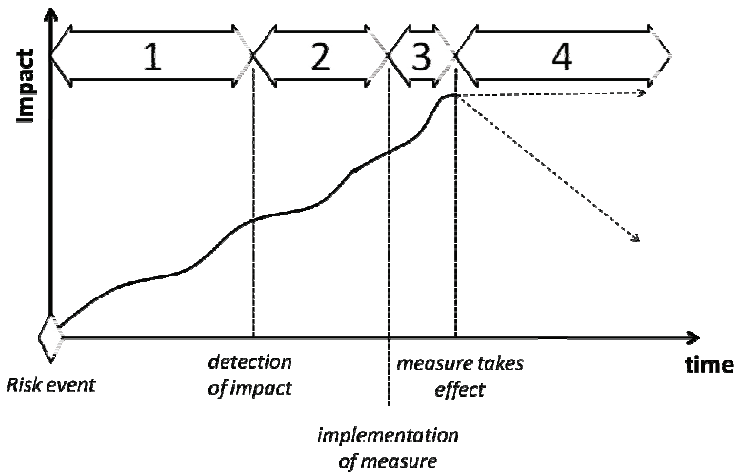 1
2
3
4
Impact
time
Risk event
detection
of impact
measure takes
effect
implementation
of measure